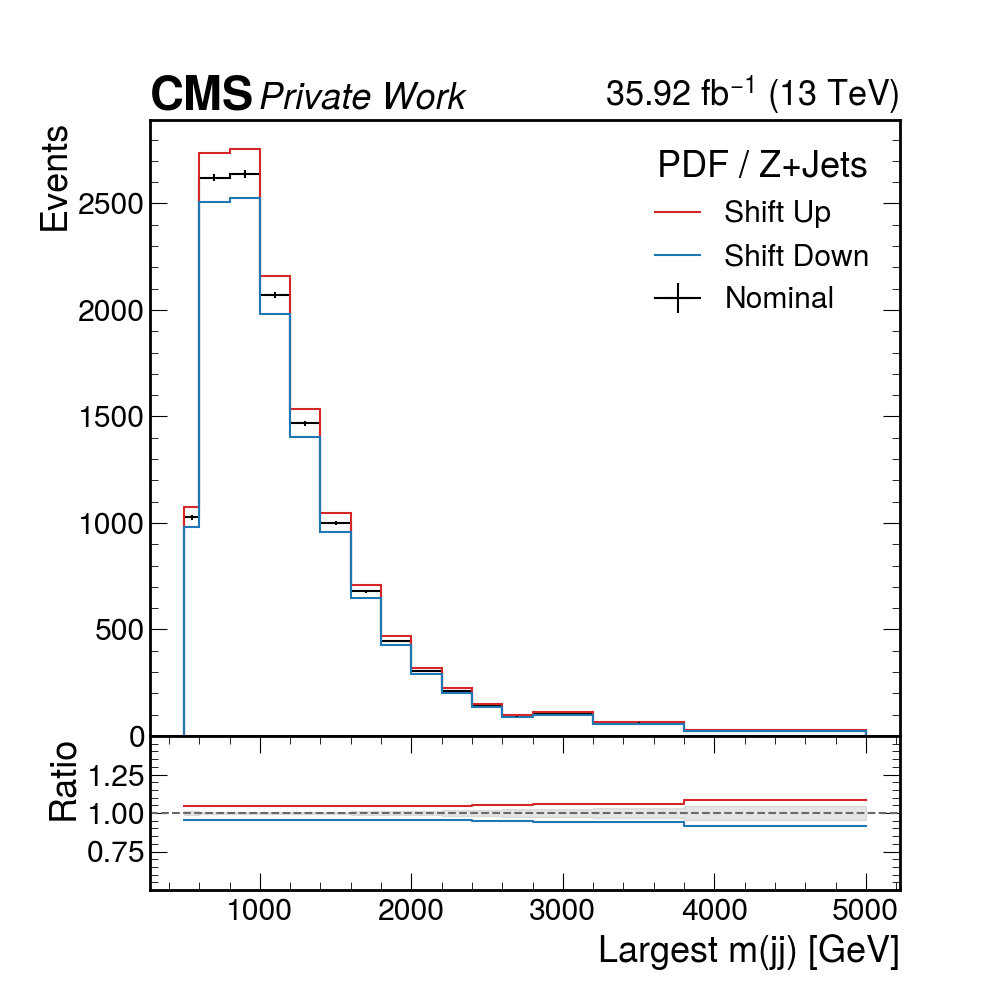 CMS Private Work 35.92 fb⁻¹ (13 TeV)
Events
PDF / Z+Jets
Shift Up
Shift Down
Nominal
2500
2000
1500
1000
500
0
Ratio
1.25
1.00
0.75
1000 2000 3000 4000 5000
Largest m(jj) [GeV]